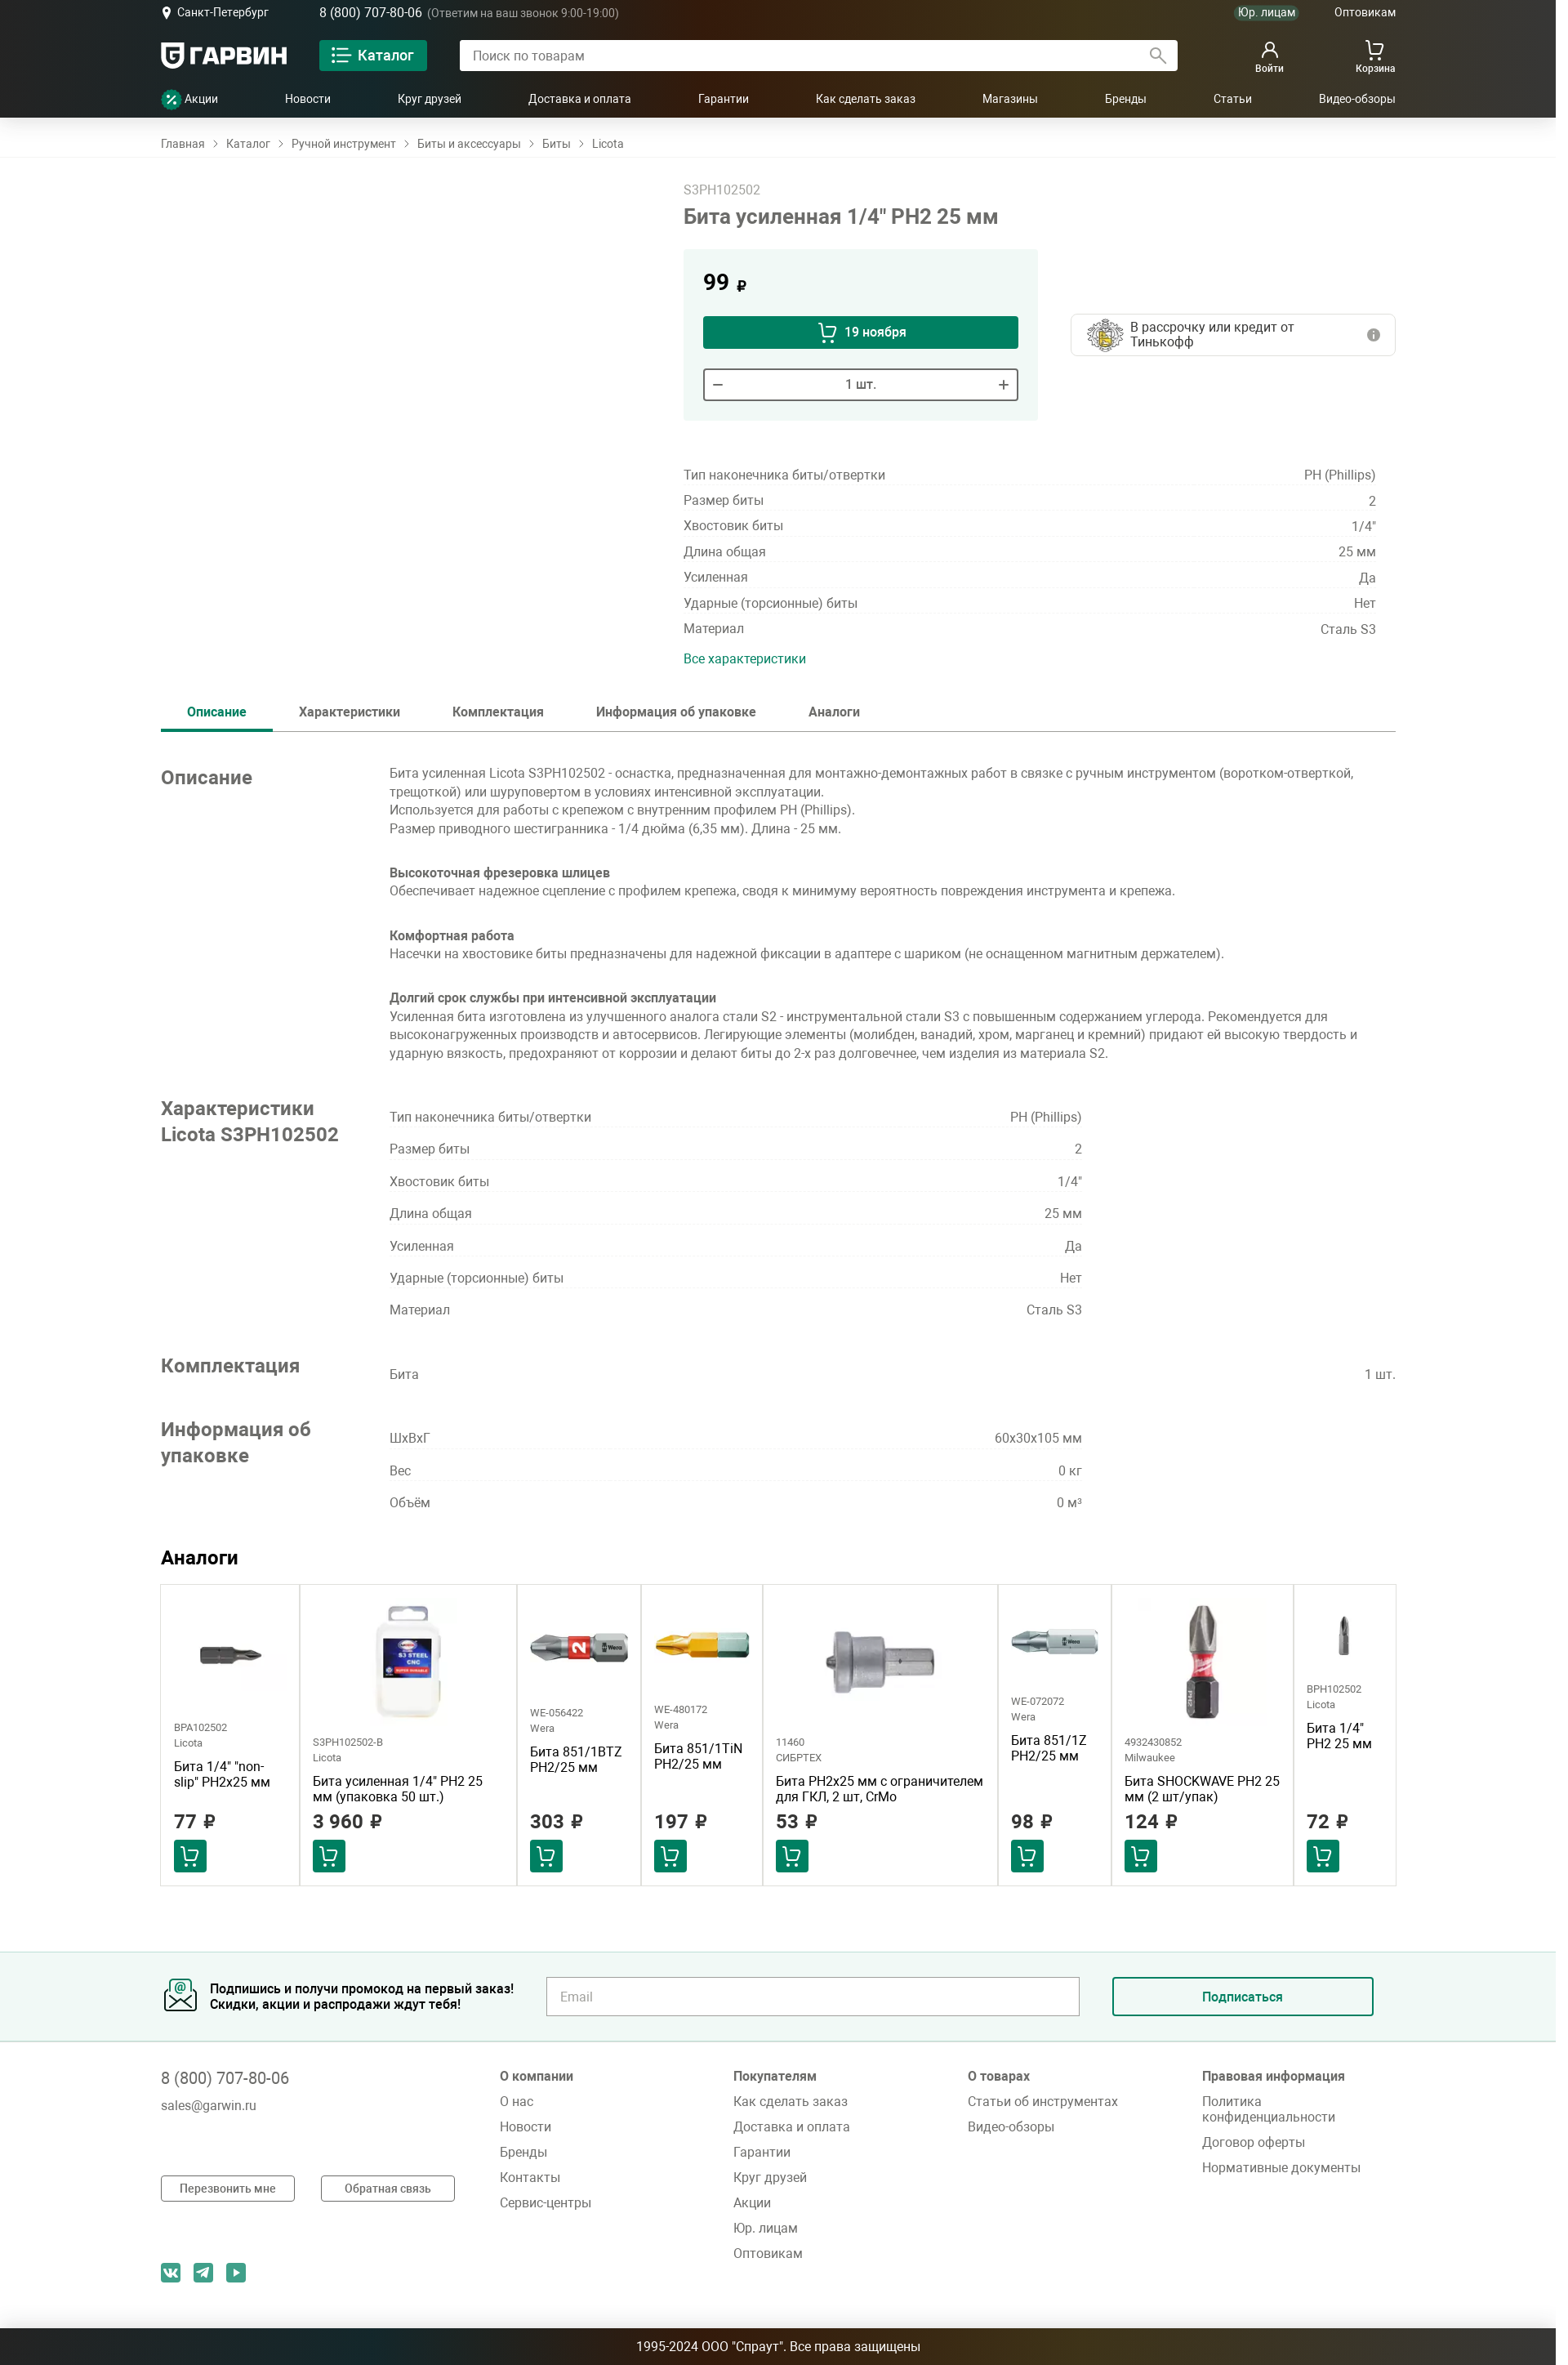 Санкт-Петербург
8 (800) 707-80-06 (Ответим на ваш звонок 9:00-19:00)
Юр. лицам
Оптовикам
ГАРВИН
Каталог
Поиск по товарам
Войти
Корзина
Акции
Новости
Круг друзей
Доставка и оплата
Гарантии
Как сделать заказ
Магазины
Бренды
Статьи
Видео-обзоры
Главная
Каталог
Ручной инструмент
Биты и аксессуары
Биты
Licota
S3PH102502
Бита усиленная 1/4" PH2 25 мм
99 ₽
19 ноября
1 шт.
В рассрочку или кредит от
Тинькофф
Тип наконечника биты/отвертки
PH (Phillips)
Размер биты
2
Хвостовик биты
1/4"
Длина общая
25 мм
Усиленная
Да
Ударные (торсионные) биты
Нет
Материал
Сталь S3
Все характеристики
Описание
Характеристики
Комплектация
Информация об упаковке
Аналоги
Описание
Бита усиленная Licota S3PH102502 - оснастка, предназначенная для монтажно-демонтажных работ в связке с ручным инструментом (воротком-отверткой,
трещоткой) или шуруповертом в условиях интенсивной эксплуатации.
Используется для работы с крепежом с внутренним профилем PH (Phillips).
Размер приводного шестигранника - 1/4 дюйма (6,35 мм). Длина - 25 мм.
Высокоточная фрезеровка шлицев
Обеспечивает надежное сцепление с профилем крепежа, сводя к минимуму вероятность повреждения инструмента и крепежа.
Комфортная работа
Насечки на хвостовике биты предназначены для надежной фиксации в адаптере с шариком (не оснащенном магнитным держателем).
Долгий срок службы при интенсивной эксплуатации
Усиленная бита изготовлена из улучшенного аналога стали S2 - инструментальной стали S3 с повышенным содержанием углерода. Рекомендуется для
высоконагруженных производств и автосервисов. Легирующие элементы (молибден, ванадий, хром, марганец и кремний) придают ей высокую твердость и
ударную вязкость, предохраняют от коррозии и делают биты до 2-х раз долговечнее, чем изделия из материала S2.
Характеристики
Licota S3PH102502
Тип наконечника биты/отвертки
PH (Phillips)
Размер биты
2
Хвостовик биты
1/4"
Длина общая
25 мм
Усиленная
Да
Ударные (торсионные) биты
Нет
Материал
Сталь S3
Комплектация
Бита
1 шт.
Информация об
упаковке
ШхВхГ
60x30x105 мм
Вес
0 кг
Объём
0 м³
Аналоги
BPA102502
Licota
Бита 1/4" "non-
slip" PH2x25 мм
77 ₽
S3 STEEL
CNC
S3PH102502-B
Licota
Бита усиленная 1/4" PH2 25
мм (упаковка 50 шт.)
3 960 ₽
2
Wera
WE-056422
Wera
Бита 851/1BTZ
PH2/25 мм
303 ₽
WE-480172
Wera
Бита 851/1TiN
PH2/25 мм
197 ₽
11460
СИБРТЕХ
Бита PH2x25 мм с ограничителем
для ГКЛ, 2 шт, CrMo
53 ₽
Wera
WE-072072
Wera
Бита 851/1Z
PH2/25 мм
98 ₽
PH2
4932430852
Milwaukee
Бита SHOCKWAVE PH2 25
мм (2 шт/упак)
124 ₽
BPH102502
Licota
Бита 1/4"
PH2 25 мм
72 ₽
Подпишись и получи промокод на первый заказ!
Скидки, акции и распродажи ждут тебя!
Email
Подписаться
8 (800) 707-80-06
sales@garwin.ru
Перезвонить мне
Обратная связь
О компании
О нас
Новости
Бренды
Контакты
Сервис-центры
Покупателям
Как сделать заказ
Доставка и оплата
Гарантии
Круг друзей
Акции
Юр. лицам
Оптовикам
О товарах
Статьи об инструментах
Видео-обзоры
Правовая информация
Политика
конфиденциальности
Договор оферты
Нормативные документы
1995-2024 ООО "Спраут". Все права защищены